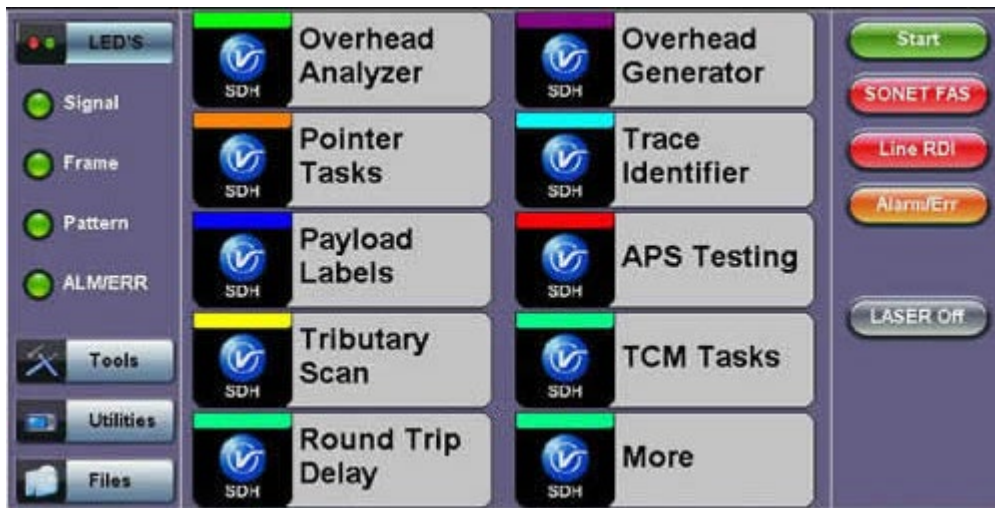 LED'S
Signal
Frame
Pattern
ALM/ERR
Tools
Utilities
Files
SDH
Overhead
Analyzer
SDH
Overhead
Generator
SDH
Pointer
Tasks
SDH
Trace
Identifier
SDH
Payload
Labels
SDH
APS Testing
SDH
Tributary
Scan
SDH
TCM Tasks
SDH
Round Trip
Delay
SDH
More
Start
SONET FAS
Line RDI
Alarm/Err
LASER Off